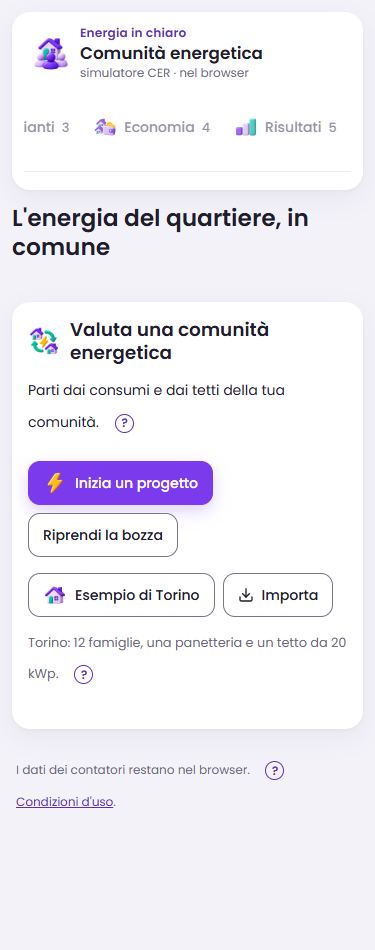 Energia in chiaro
Comunità energetica
simulatore CER · nel browser
ianti 3 Economia 4 Risultati 5
L'energia del quartiere, in
comune
Valuta una comunità
energetica
Parti dai consumi e dai tetti della tua
comunità. ?
Inizia un progetto
Riprendi la bozza
Esempio di Torino Importa
Torino: 12 famiglie, una panetteria e un tetto da 20
kWp. ?
I dati dei contatori restano nel browser. ?
Condizioni d'uso.